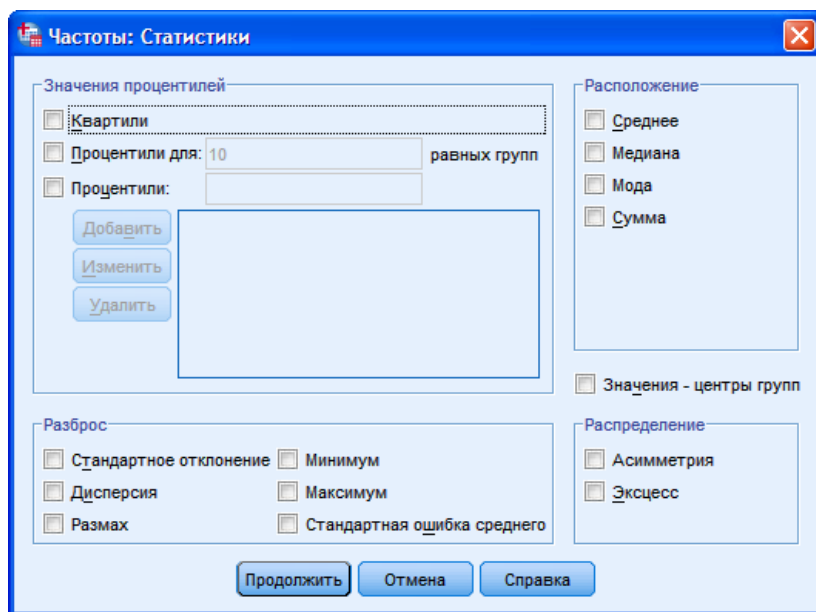 Частоты: Статистики
Значения процентилей
Квартили
Процентили для: 10 равных групп
Процентили:
Добавить
Изменить
Удалить
Расположение
Среднее
Медиана
Мода
Сумма
Значения - центры групп
Разброс
Стандартное отклонение Минимум
Дисперсия Максимум
Размах Стандартная ошибка среднего
Распределение
Асимметрия
Эксцесс
Продолжить Отмена Справка